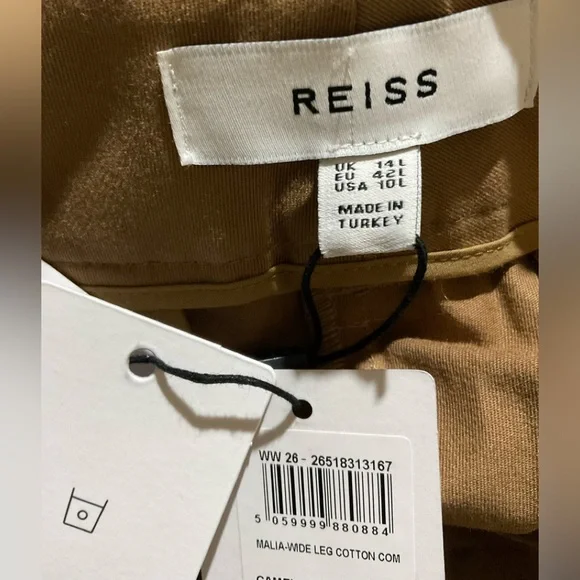 REISS
UK 14L
EU 42L
USA 10L
MADE IN
TURKEY
WW 26 - 26518313167
5 059999 880884
MALIA-WIDE LEG COTTON COM